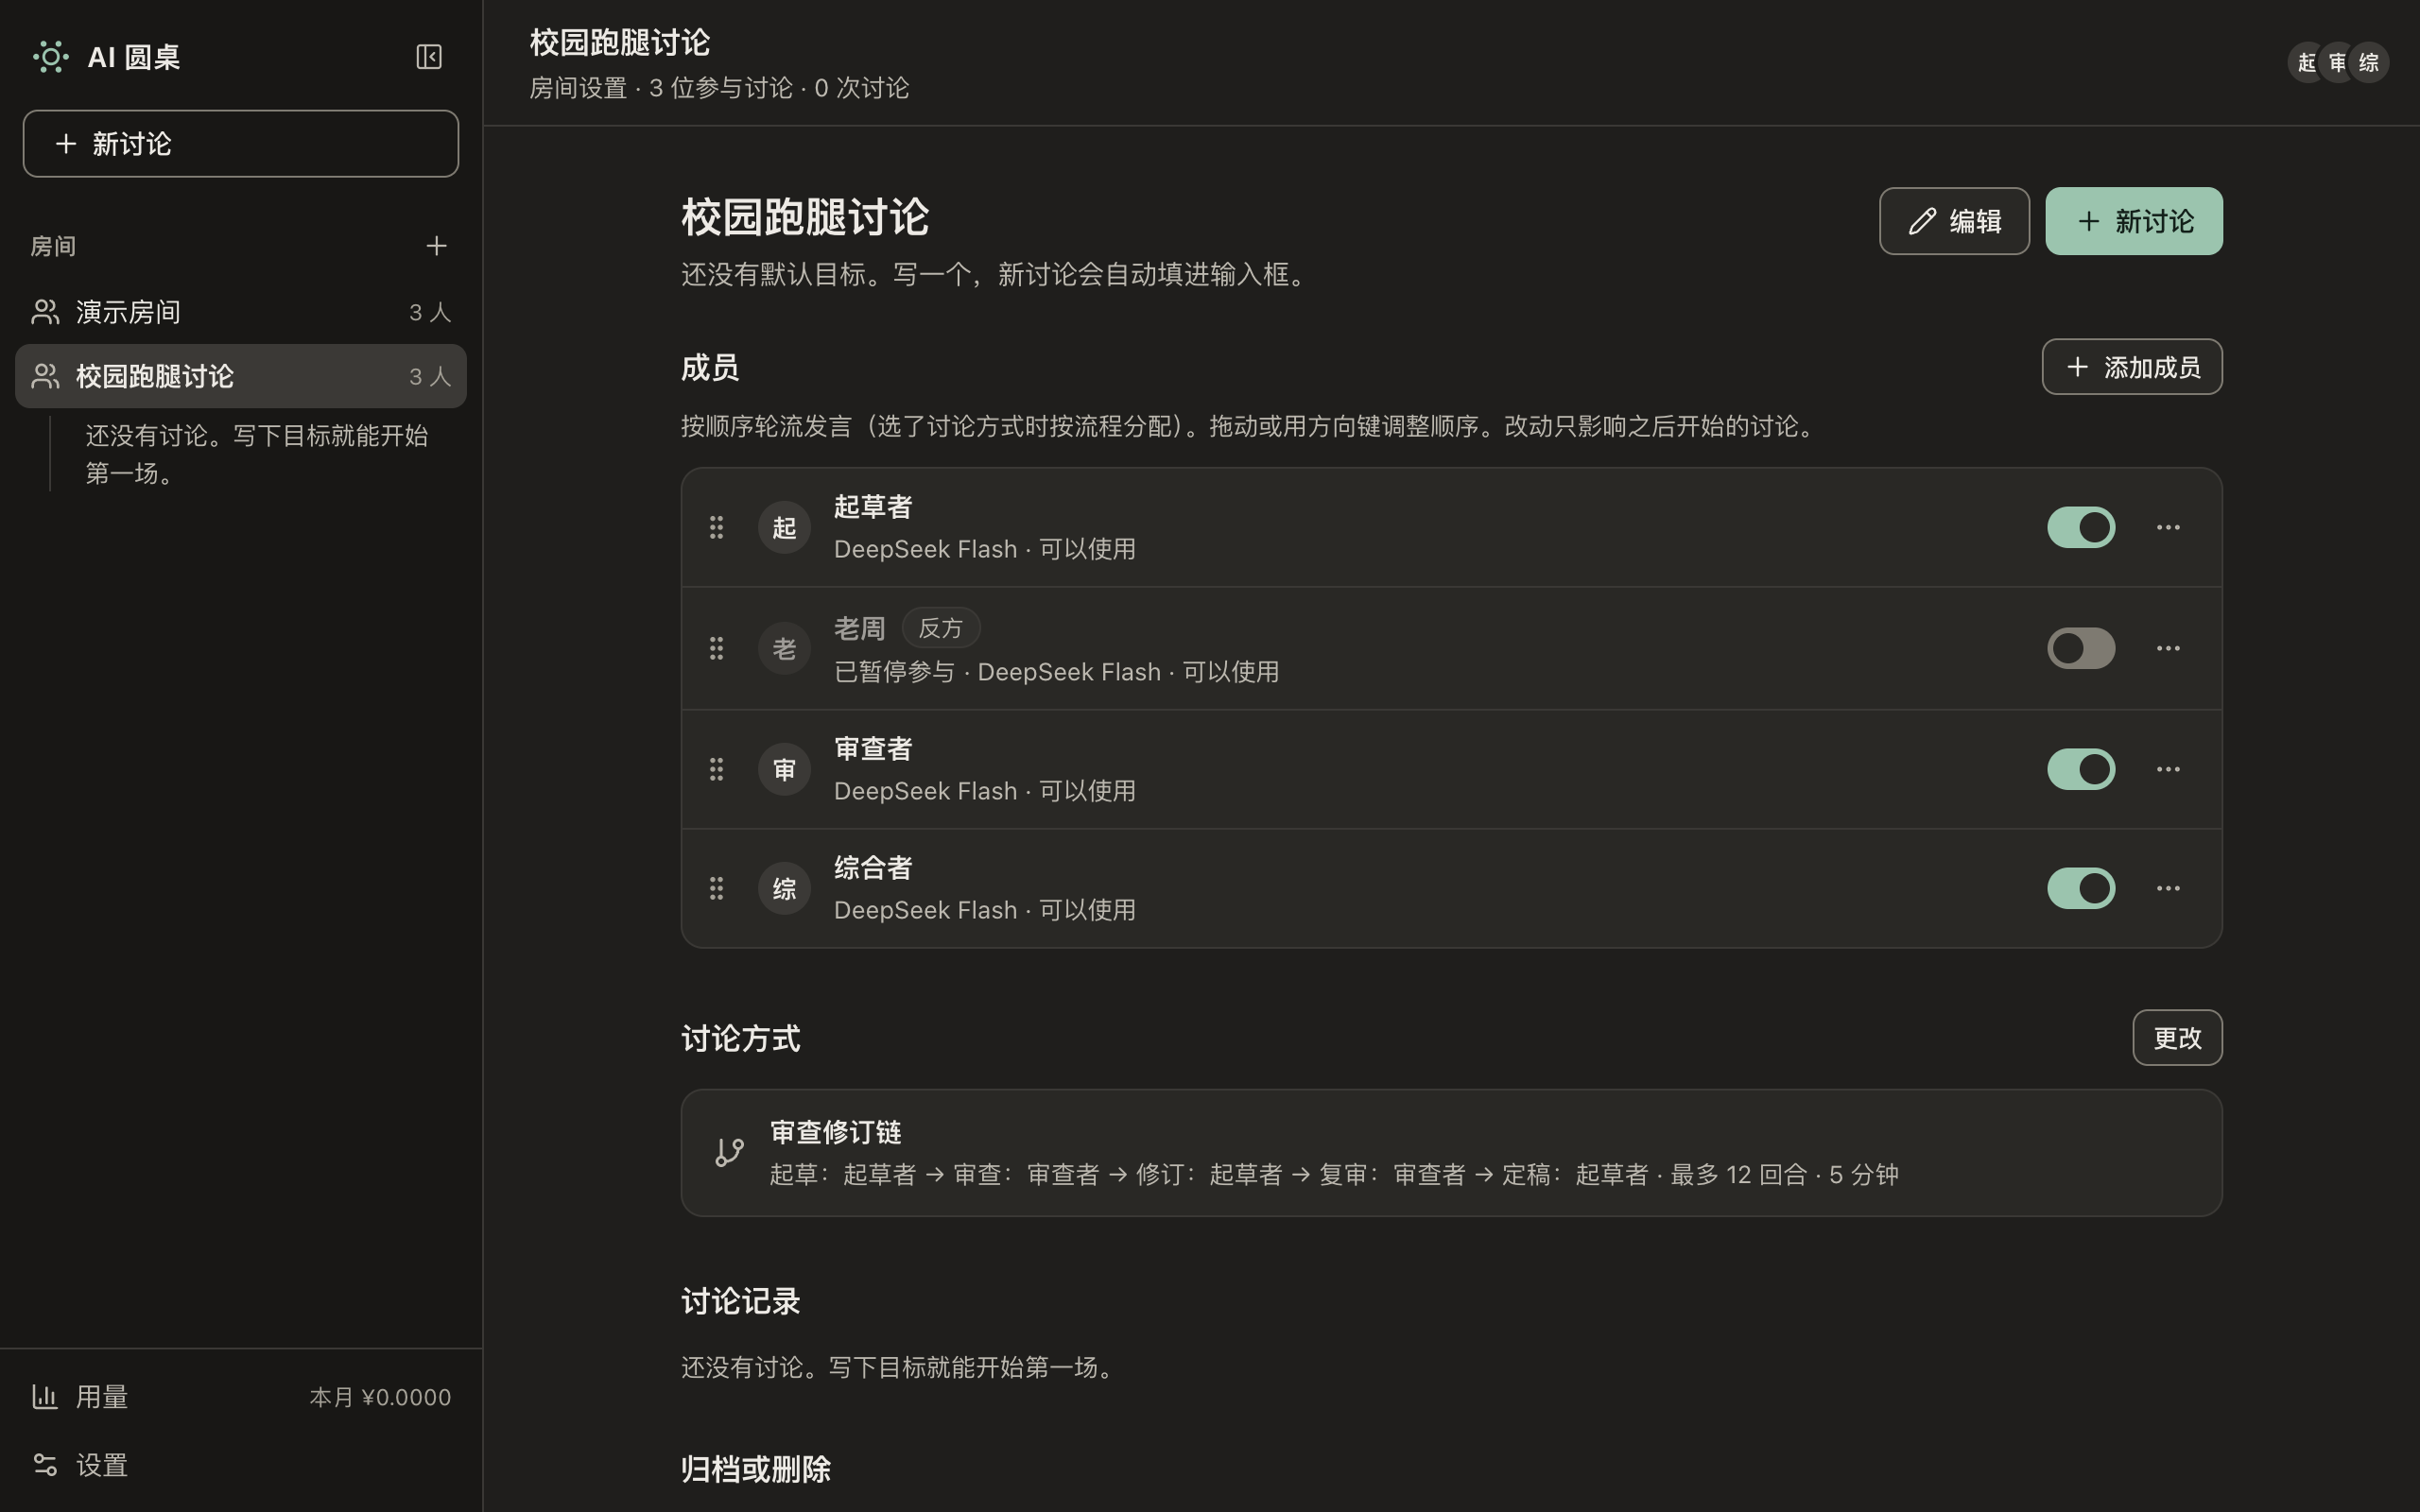 AI 圆桌
新讨论
房间
演示房间 3 人
校园跑腿讨论 3 人
还没有讨论。写下目标就能开始
第一场。
用量 本月 ¥0.0000
设置
校园跑腿讨论
房间设置 · 3 位参与讨论 · 0 次讨论
起 审 综
校园跑腿讨论
编辑
新讨论
还没有默认目标。写一个，新讨论会自动填进输入框。
成员
添加成员
按顺序轮流发言（选了讨论方式时按流程分配）。拖动或用方向键调整顺序。改动只影响之后开始的讨论。
起 起草者
DeepSeek Flash · 可以使用
老 老周 反方
已暂停参与 · DeepSeek Flash · 可以使用
审 审查者
DeepSeek Flash · 可以使用
综 综合者
DeepSeek Flash · 可以使用
讨论方式
更改
审查修订链
起草：起草者 → 审查：审查者 → 修订：起草者 → 复审：审查者 → 定稿：起草者 · 最多 12 回合 · 5 分钟
讨论记录
还没有讨论。写下目标就能开始第一场。
归档或删除